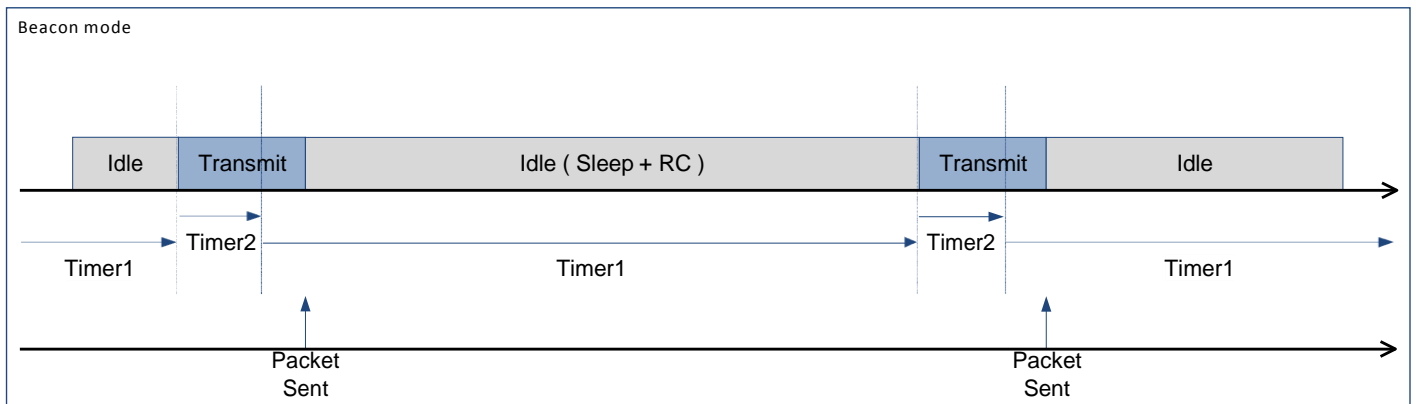 Beacon mode
Idle
Transmit
Idle ( Sleep + RC )
Transmit
Idle
Timer2
Timer2
Timer1
Timer1
Timer1
Packet
Sent
Packet
Sent